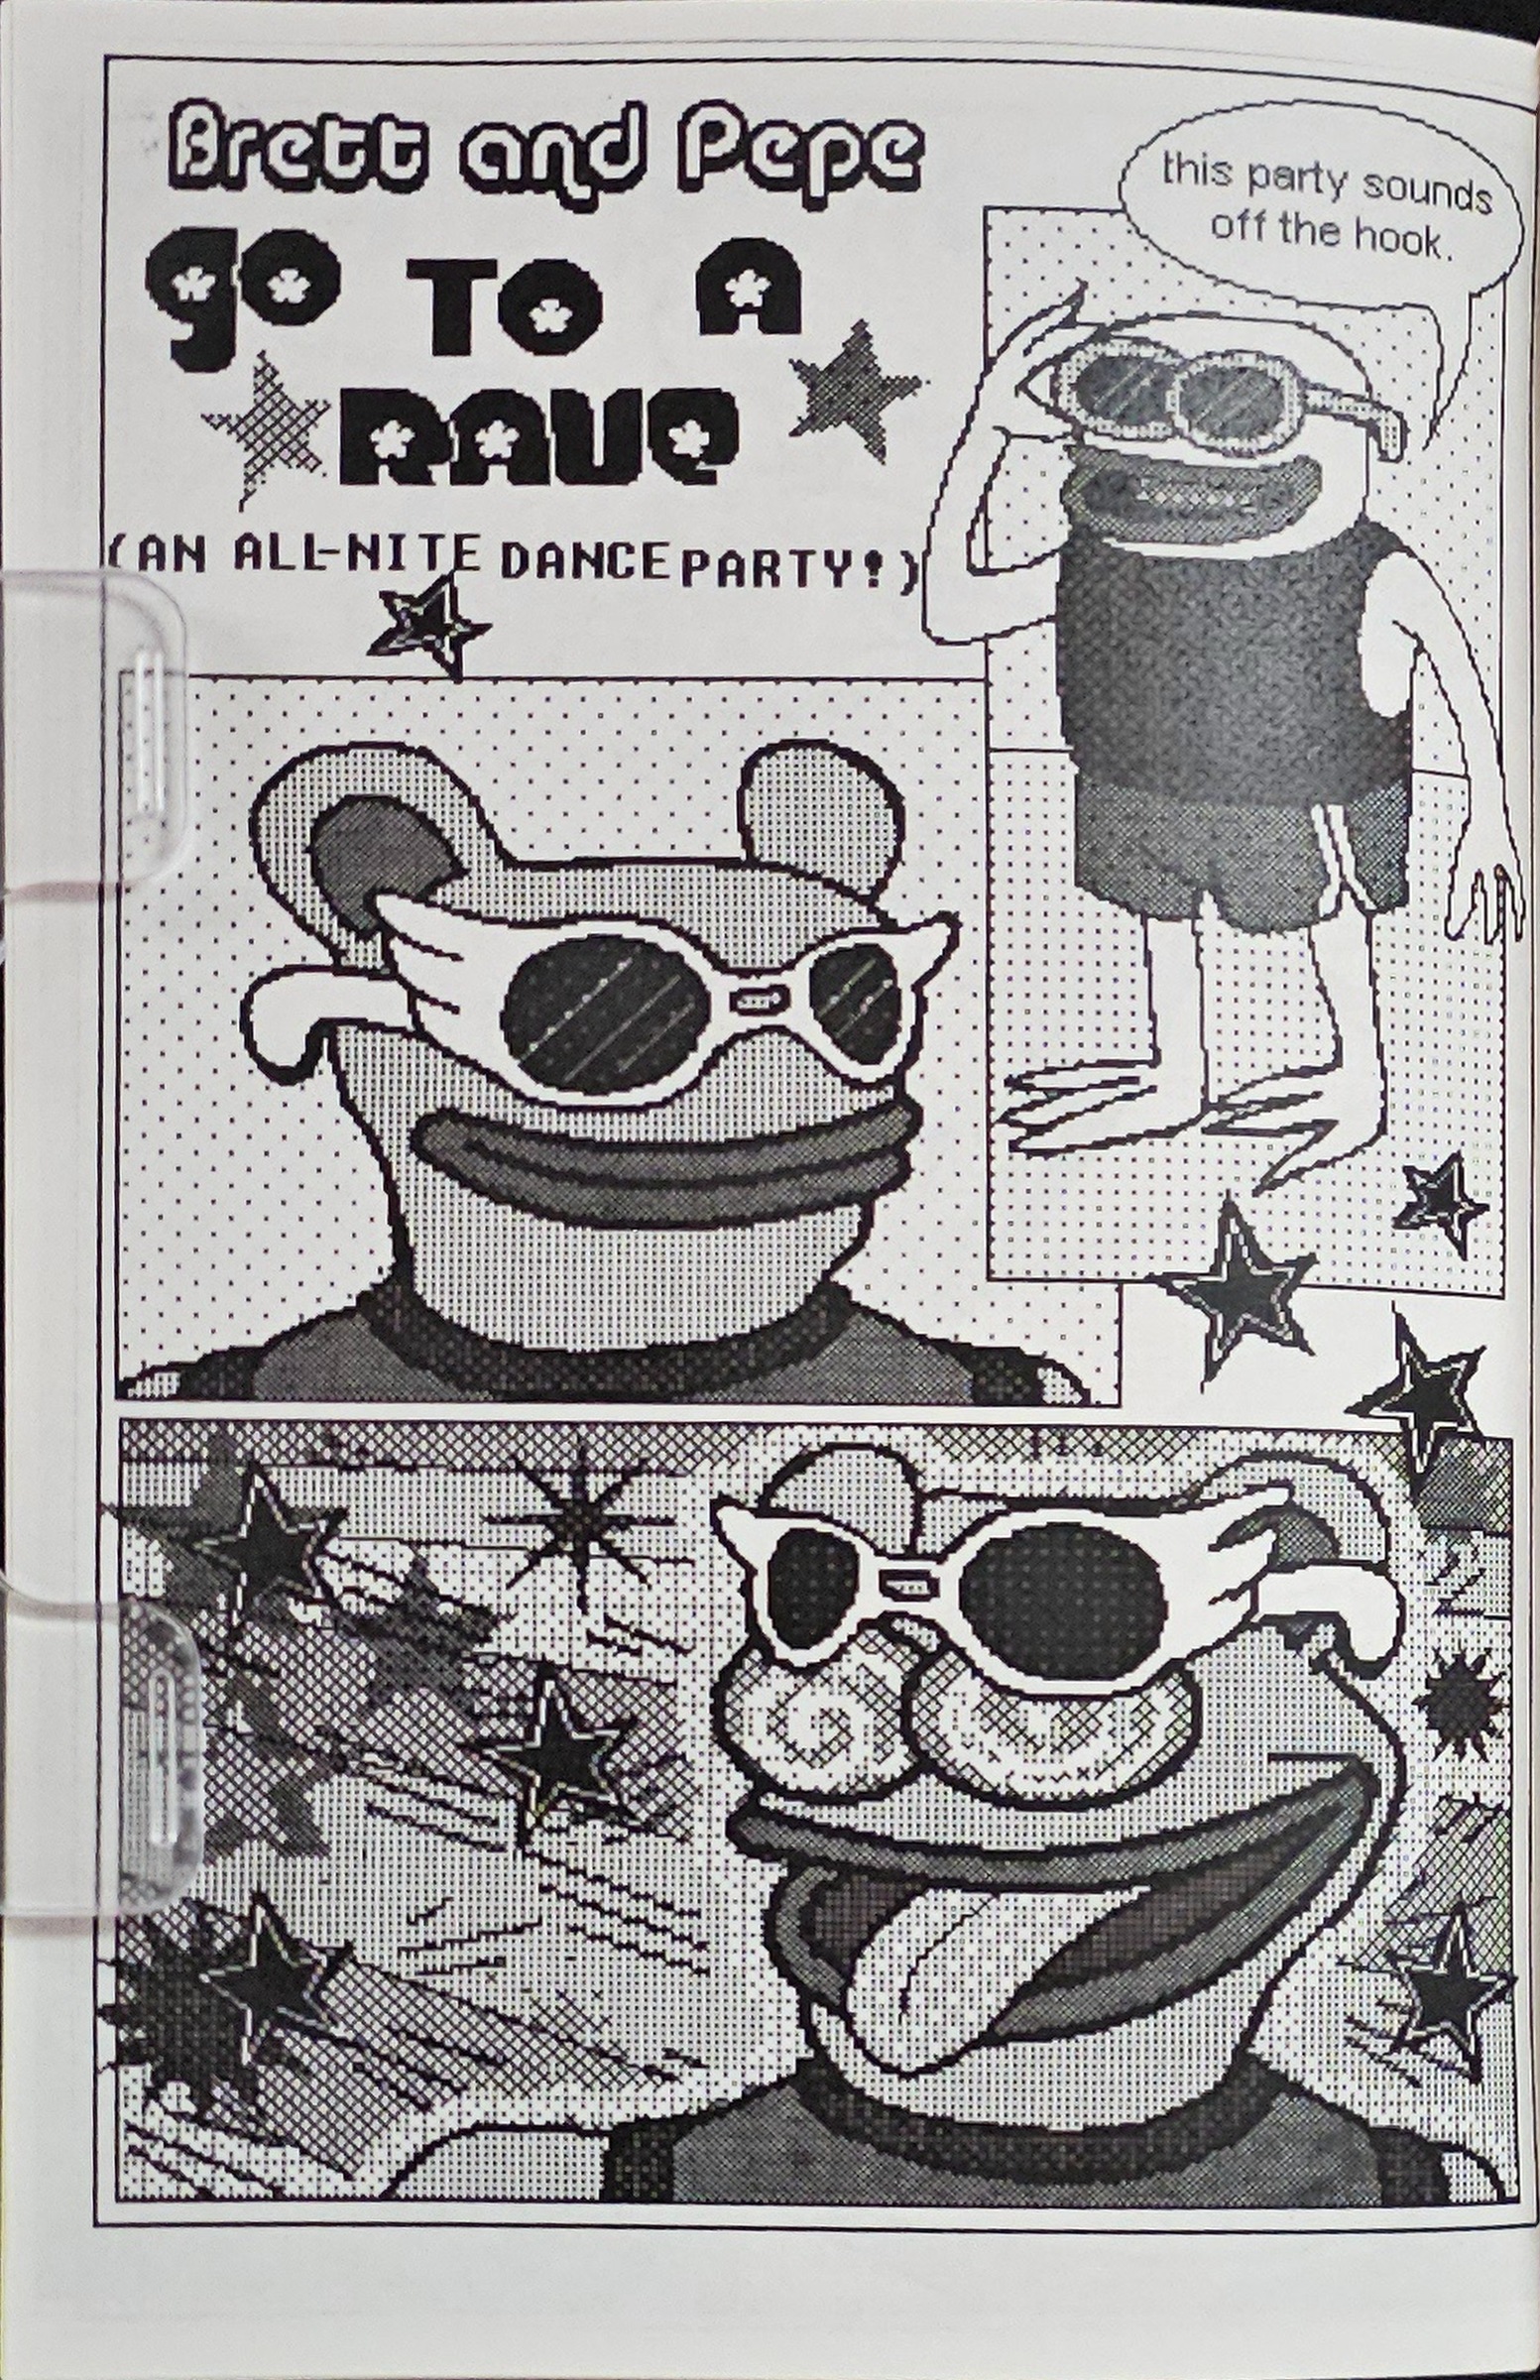 Brett and Pepe
go TO A
RAVE
(AN ALL-NITE DANCE PARTY!)
this party sounds
off the hook.